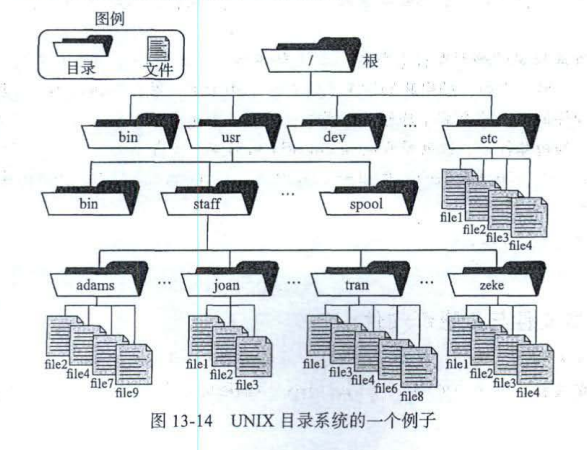 图例
目录 文件
/ 根
bin usr dev … etc
bin staff … spool
file1 file2 file3 file4
adams … joan … tran … zeke
file2 file4 file7 file9
file1 file2 file3
file1 file3 file4 file6 file8
file1 file2 file3 file4
图 13-14 UNIX 目录系统的一个例子